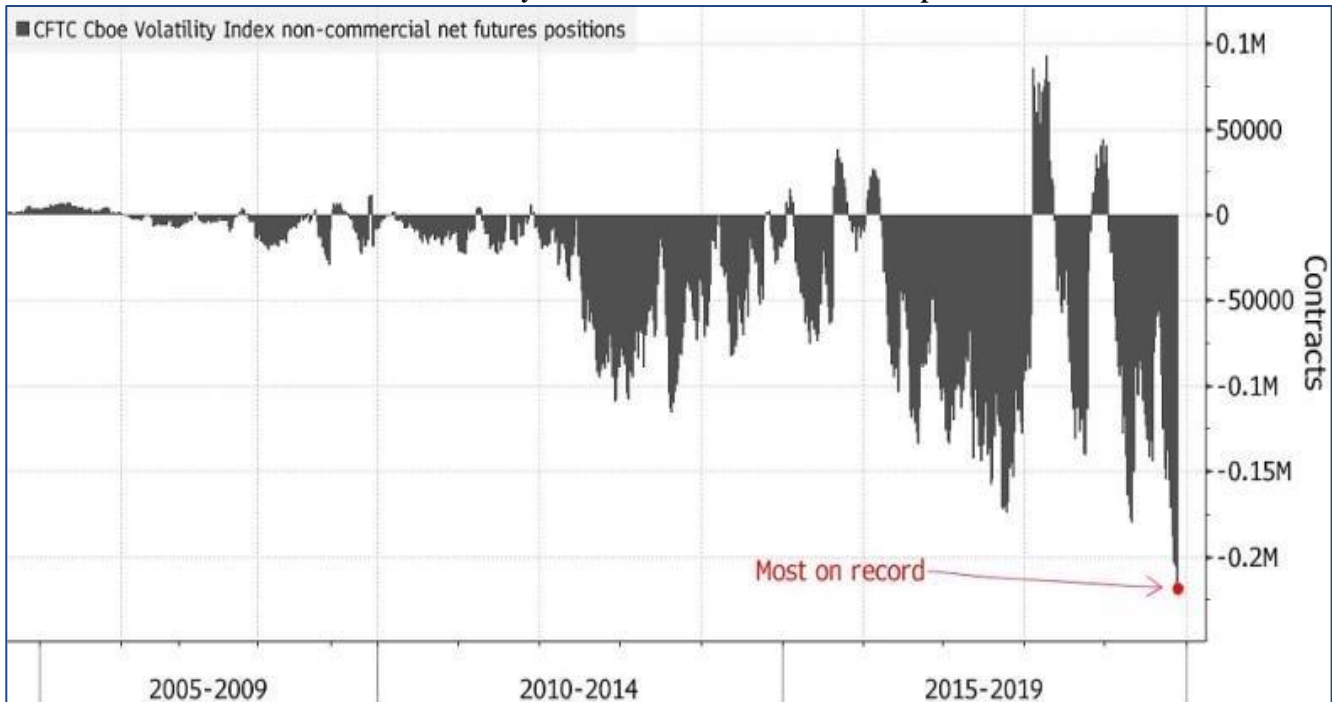 CFTC Cboe Volatility Index non-commercial net futures positions
0.1M
50000
0
-50000
-0.1M
-0.15M
-0.2M
Contracts
Most on record
2005-2009
2010-2014
2015-2019